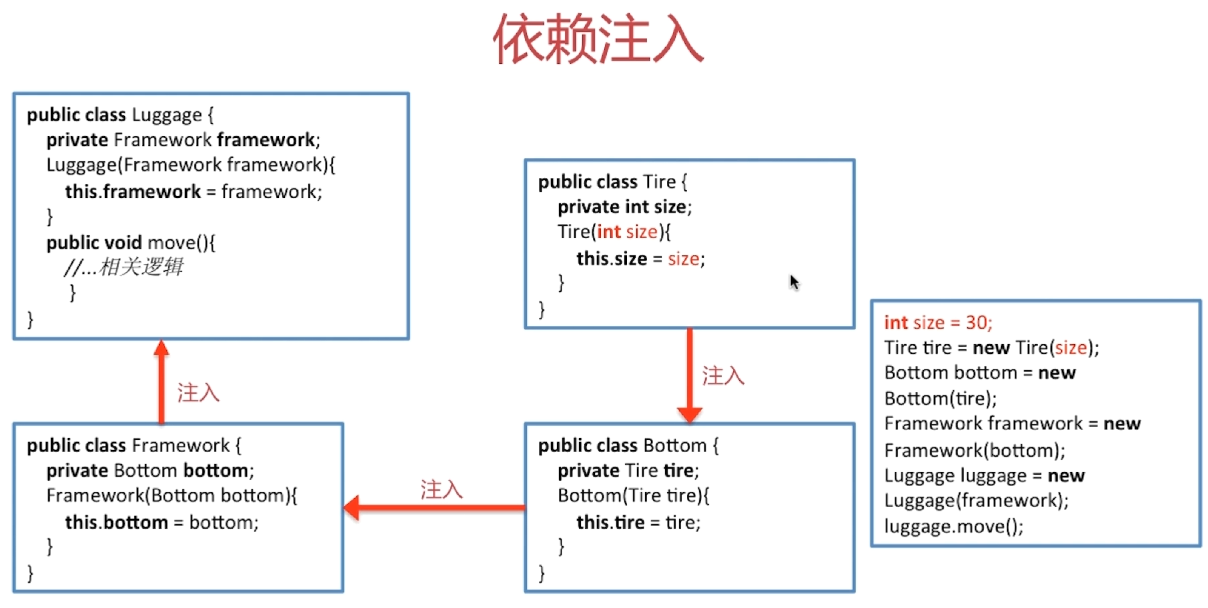 依赖注入
public class Luggage {
private Framework framework;
Luggage(Framework framework){
this.framework = framework;
}
public void move(){
//...相关逻辑
}
}
public class Tire {
private int size;
Tire(int size){
this.size = size;
}
}
int size = 30;
Tire tire = new Tire(size);
Bottom bottom = new
Bottom(tire);
Framework framework = new
Framework(bottom);
Luggage luggage = new
Luggage(framework);
luggage.move();
注入
注入
public class Framework {
private Bottom bottom;
Framework(Bottom bottom){
this.bottom = bottom;
}
}
注入
public class Bottom {
private Tire tire;
Bottom(Tire tire){
this.tire = tire;
}
}